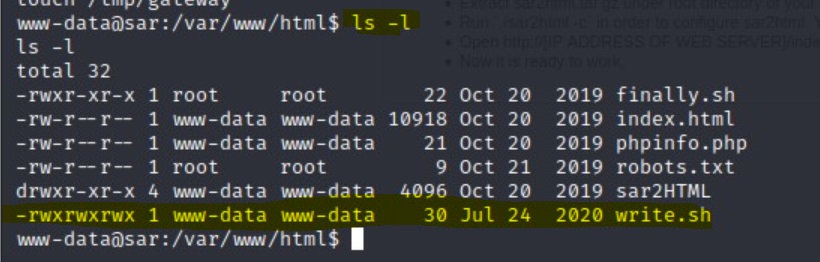 touch /tmp/gateway
www-data@sar:/var/www/html$ ls -l
ls -l
total 32
-rwxr-xr-x 1 root     root        22 Oct 20  2019 finally.sh
-rw-r--r-- 1 www-data www-data 10918 Oct 20  2019 index.html
-rw-r--r-- 1 www-data www-data    21 Oct 20  2019 phpinfo.php
-rw-r--r-- 1 root     root         9 Oct 21  2019 robots.txt
drwxr-xr-x 4 www-data www-data  4096 Oct 20  2019 sar2HTML
-rwxrwxrwx 1 www-data www-data    30 Jul 24  2020 write.sh
www-data@sar:/var/www/html$
Extract sar2html.tar.gz under root directory of your
in order to configure sar2html.
Open http://[IP ADDRESS OF WEB SERVER]/index
Now it is ready to work.